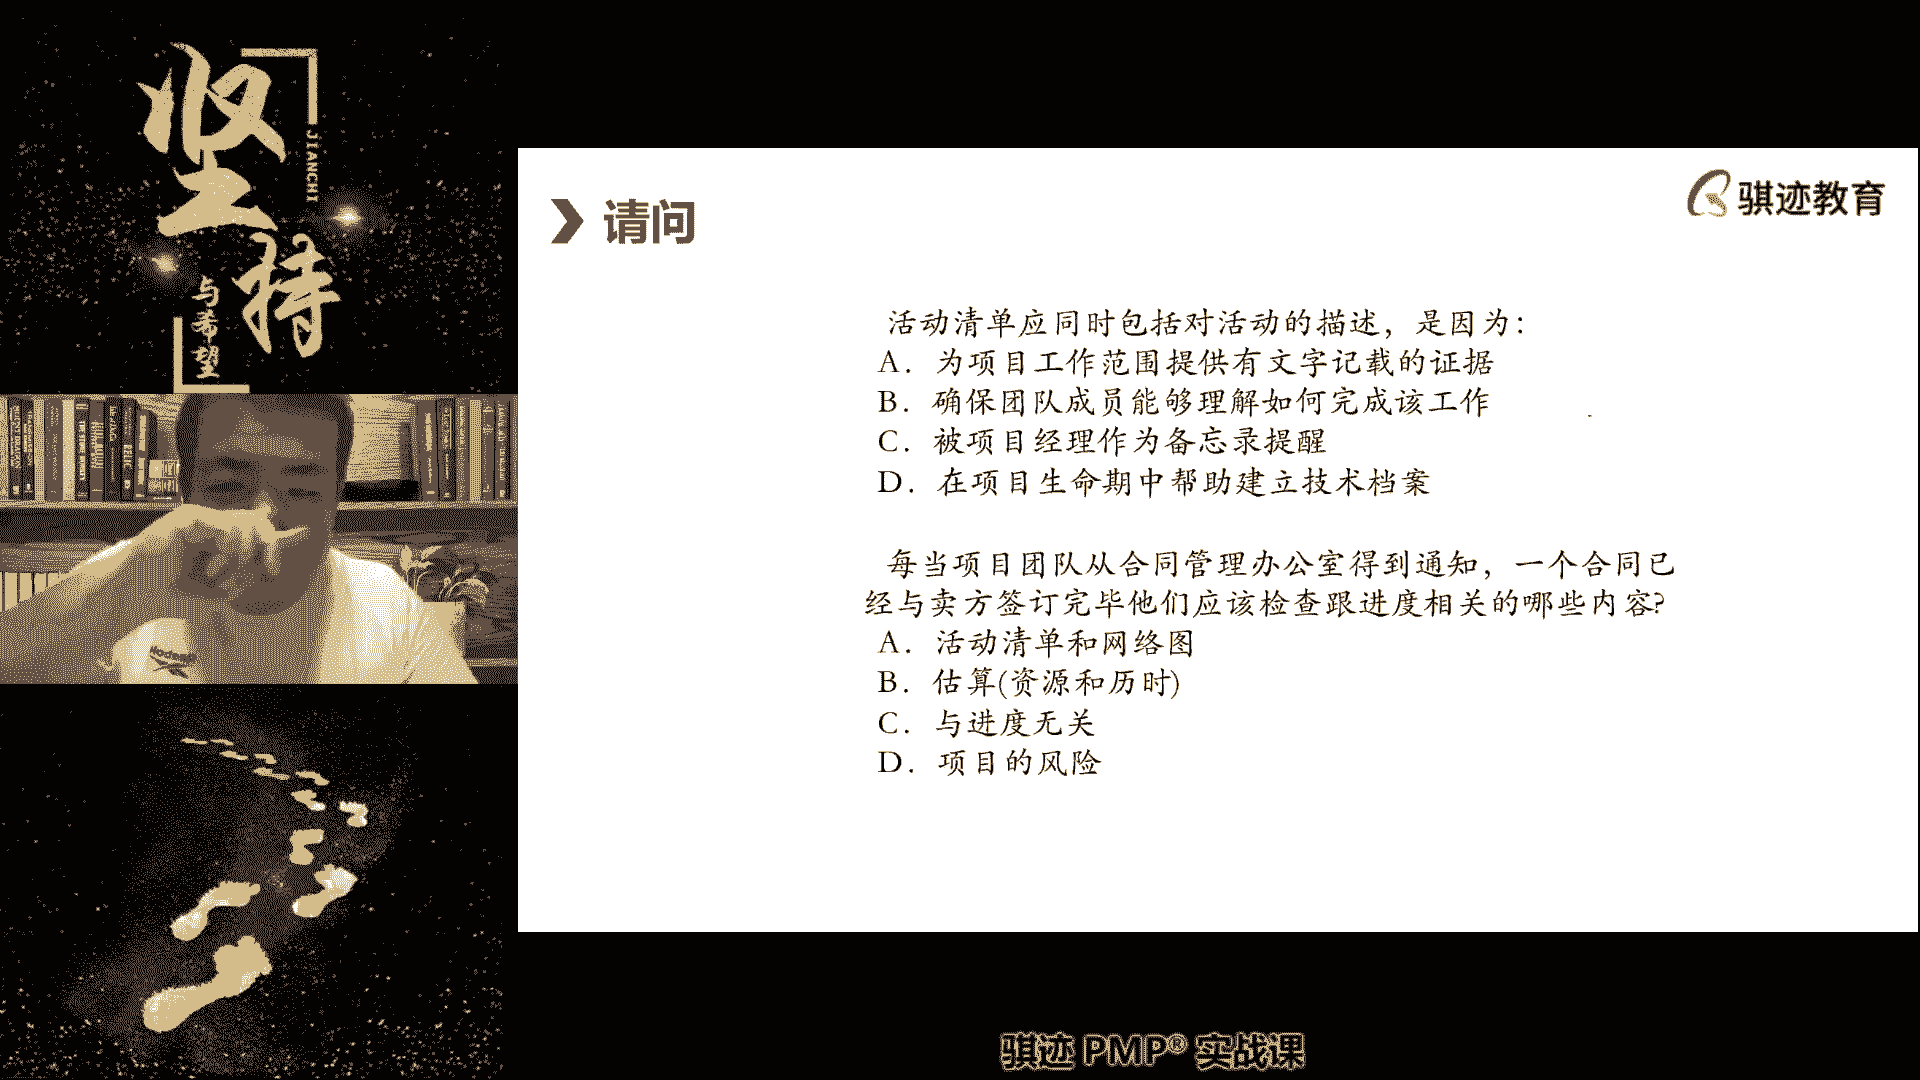 坚持
JIANCHI
与希望
Reebok
请问
骐迹教育
活动清单应同时包括对活动的描述，是因为：
A．为项目工作范围提供有文字记载的证据
B．确保团队成员能够理解如何完成该工作
C．被项目经理作为备忘录提醒
D．在项目生命期中帮助建立技术档案
每当项目团队从合同管理办公室得到通知，一个合同已
经与卖方签订完毕他们应该检查跟进度相关的哪些内容?
A．活动清单和网络图
B．估算(资源和历时)
C．与进度无关
D．项目的风险
骐迹 PMP® 实战课